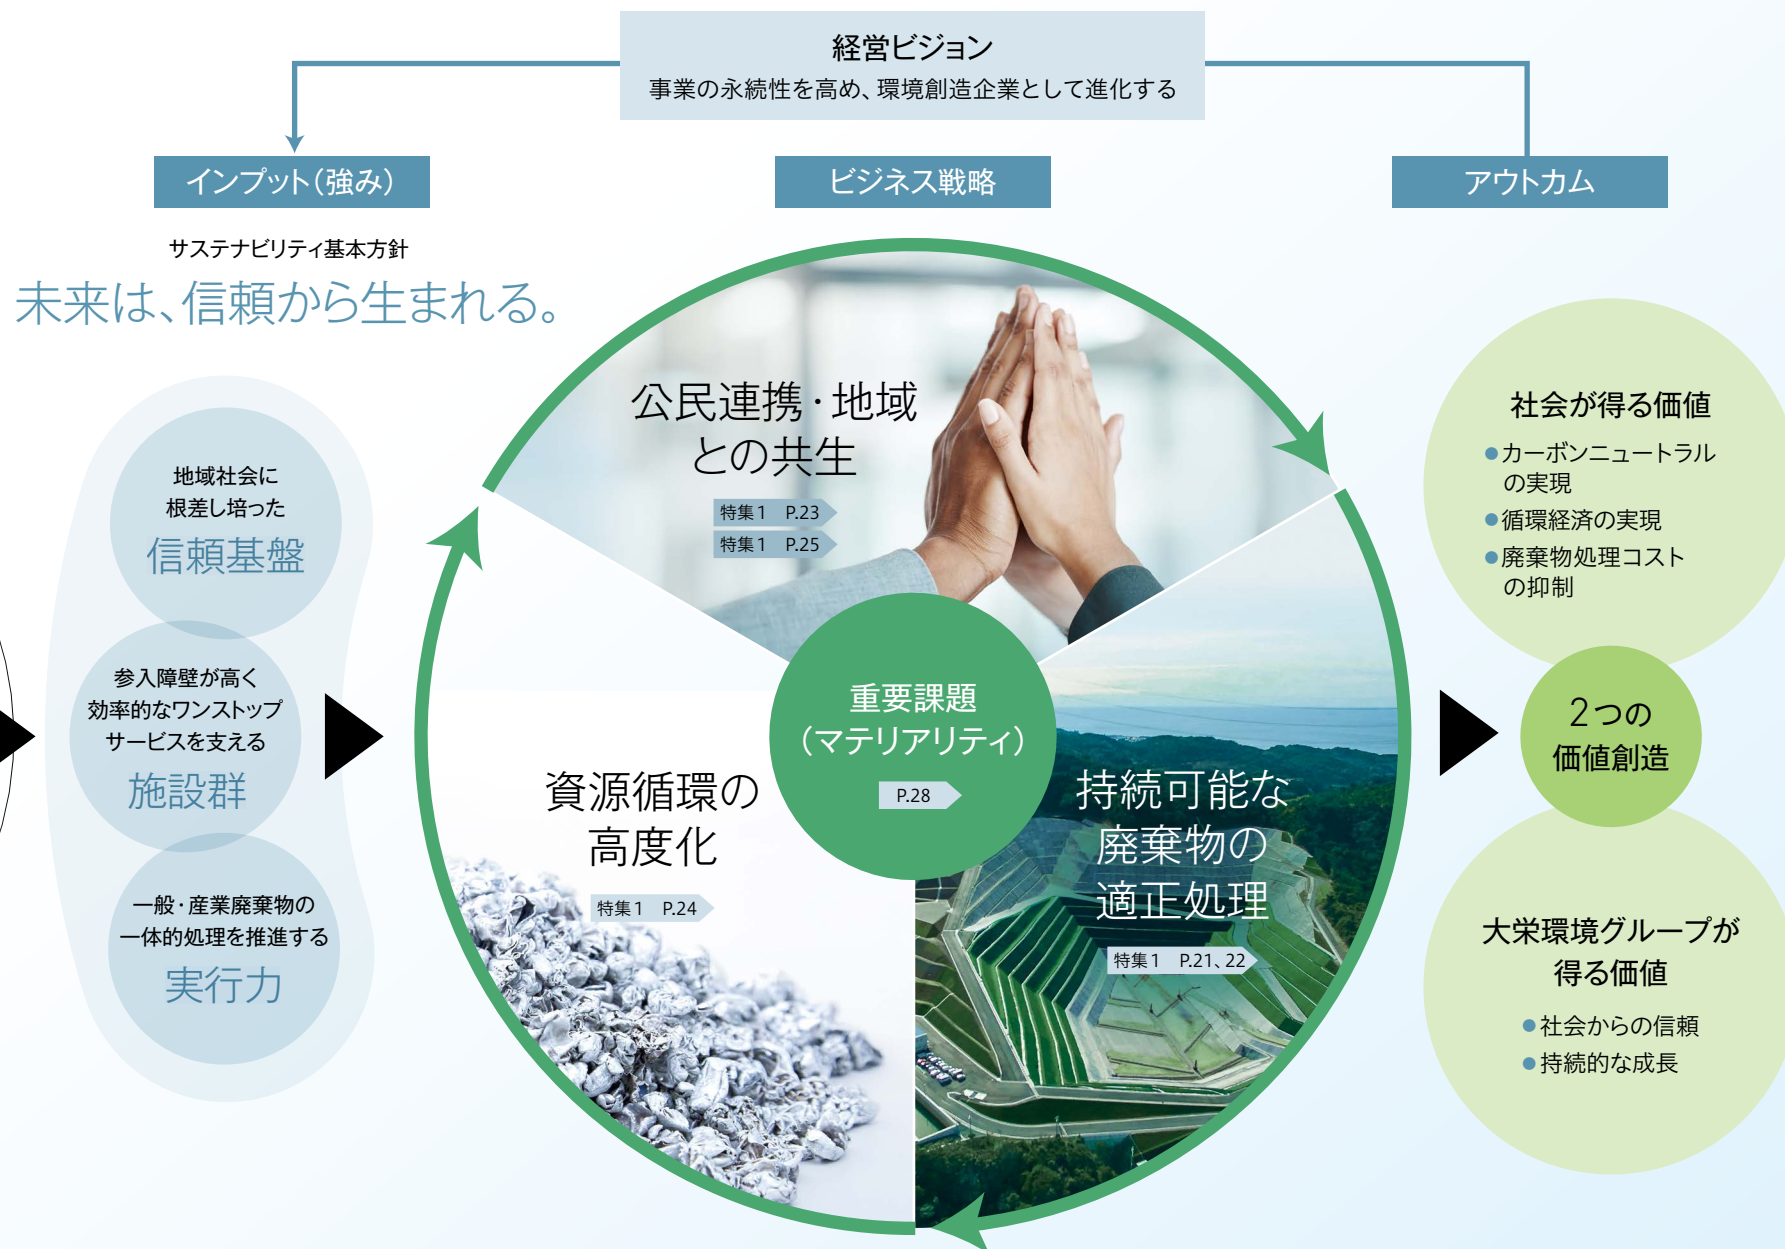 経営ビジョン
事業の永続性を高め、環境創造企業として進化する
インプット（強み）
ビジネス戦略
アウトカム
サステナビリティ基本方針
未来は、信頼から生まれる。
地域社会に
根差し培った
信頼基盤
参入障壁が高く
効率的なワンストップ
サービスを支える
施設群
一般・産業廃棄物の
一体的処理を推進する
実行力
公民連携・地域
との共生
特集1 P.23
特集1 P.25
重要課題
（マテリアリティ）
P.28
資源循環の
高度化
特集1 P.24
持続可能な
廃棄物の
適正処理
特集1 P.21、22
社会が得る価値
●カーボンニュートラル
の実現
●循環経済の実現
●廃棄物処理コスト
の抑制
2つの
価値創造
大栄環境グループが
得る価値
●社会からの信頼
●持続的な成長